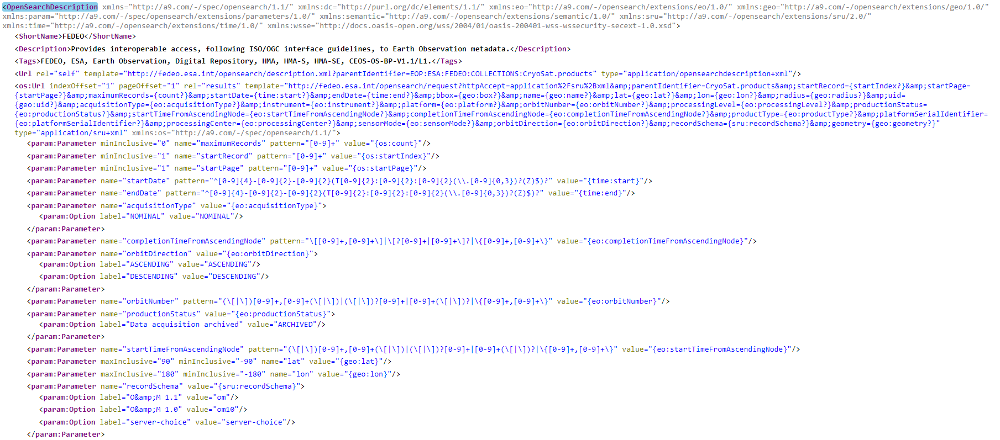 <OpenSearchDescription xmlns="http://a9.com/-/spec/opensearch/1.1/" xmlns:dc="http://purl.org/dc/elements/1.1/" xmlns:eo="http://a9.com/-/opensearch/extensions/eo/1.0/" xmlns:geo="http://a9.com/-/opensearch/extensions/geo/1.0/"
xmlns:param="http://a9.com/-/spec/opensearch/extensions/parameters/1.0/" xmlns:semantic="http://a9.com/-/opensearch/extensions/semantic/1.0/" xmlns:sru="http://a9.com/-/opensearch/extensions/sru/2.0/"
xmlns:time="http://a9.com/-/opensearch/extensions/time/1.0/" xmlns:wsse="http://docs.oasis-open.org/wss/2004/01/oasis-200401-wss-wssecurity-secext-1.0.xsd">
<ShortName>FEDEO</ShortName>
<Description>Provides interoperable access, following ISO/OGC interface guidelines, to Earth Observation metadata.</Description>
<Tags>FEDEO, ESA, Earth Observation, Digital Repository, HMA, HMA-S, HMA-SE, CEOS-OS-BP-V1.1/L1.</Tags>
<Url rel="self" template="http://fedeo.esa.int/opensearch/description.xml?parentIdentifier=EOP:ESA:FEDEO:COLLECTIONS:CryoSat.products" type="application/opensearchdescription+xml"/>
<os:Url indexOffset="1" pageOffset="1" rel="results" template="http://fedeo.esa.int/opensearch/request?httpAccept=application%2Fsru%2Bxml&amp;parentIdentifier=CryoSat.products&amp;startRecord={startIndex?}&amp;startPage=
{startPage?}&amp;maximumRecords={count?}&amp;startDate={time:start?}&amp;endDate={time:end?}&amp;bbox={geo:box?}&amp;name={geo:name?}&amp;lat={geo:lat?}&amp;lon={geo:lon?}&amp;radius={geo:radius?}&amp;uid=
{geo:uid?}&amp;acquisitionType={eo:acquisitionType?}&amp;instrument={eo:instrument?}&amp;platform={eo:platform?}&amp;orbitNumber={eo:orbitNumber?}&amp;processingLevel={eo:processingLevel?}&amp;productionStatus=
{eo:productionStatus?}&amp;startTimeFromAscendingNode={eo:startTimeFromAscendingNode?}&amp;completionTimeFromAscendingNode={eo:completionTimeFromAscendingNode?}&amp;productType={eo:productType?}&amp;platformSerialIdentifier=
{eo:platformSerialIdentifier?}&amp;processingCenter={eo:processingCenter?}&amp;sensorMode={eo:sensorMode?}&amp;orbitDirection={eo:orbitDirection?}&amp;recordSchema={sru:recordSchema?}&amp;geometry={geo:geometry?}"
type="application/sru+xml" xmlns:os="http://a9.com/-/spec/opensearch/1.1/">
<param:Parameter minInclusive="0" name="maximumRecords" pattern="[0-9]+" value="{os:count}"/>
<param:Parameter minInclusive="1" name="startRecord" pattern="[0-9]+" value="{os:startIndex}"/>
<param:Parameter minInclusive="1" name="startPage" pattern="[0-9]+" value="{os:startPage}"/>
<param:Parameter name="startDate" pattern="^[0-9]{4}-[0-9]{2}-[0-9]{2}(T[0-9]{2}:[0-9]{2}:[0-9]{2}(\\.[0-9]{0,3})?(Z)$)?" value="{time:start}"/>
<param:Parameter name="endDate" pattern="^[0-9]{4}-[0-9]{2}-[0-9]{2}(T[0-9]{2}:[0-9]{2}:[0-9]{2}(\\.[0-9]{0,3})?(Z)$)?" value="{time:end}"/>
<param:Parameter name="acquisitionType" value="{eo:acquisitionType}">
<param:Option label="NOMINAL" value="NOMINAL"/>
</param:Parameter>
<param:Parameter name="completionTimeFromAscendingNode" pattern="\[[0-9]+,[0-9]+\]|\[?[0-9]+|[0-9]+\]?|\{[0-9]+,[0-9]+\}" value="{eo:completionTimeFromAscendingNode}"/>
<param:Parameter name="orbitDirection" value="{eo:orbitDirection}">
<param:Option label="ASCENDING" value="ASCENDING"/>
<param:Option label="DESCENDING" value="DESCENDING"/>
</param:Parameter>
<param:Parameter name="orbitNumber" pattern="(\[|\])[0-9]+,[0-9]+(\[|\])|(\[|\])?[0-9]+|[0-9]+(\[|\])?|\{[0-9]+,[0-9]+\}" value="{eo:orbitNumber}"/>
<param:Parameter name="productionStatus" value="{eo:productionStatus}">
<param:Option label="Data acquisition archived" value="ARCHIVED"/>
</param:Parameter>
<param:Parameter name="startTimeFromAscendingNode" pattern="(\[|\])[0-9]+,[0-9]+(\[|\])|(\[|\])?[0-9]+|[0-9]+(\[|\])?|\{[0-9]+,[0-9]+\}" value="{eo:startTimeFromAscendingNode}"/>
<param:Parameter maxInclusive="90" minInclusive="-90" name="lat" value="{geo:lat}"/>
<param:Parameter maxInclusive="180" minInclusive="-180" name="lon" value="{geo:lon}"/>
<param:Parameter name="recordSchema" value="{sru:recordSchema}">
<param:Option label="O&amp;M 1.1" value="om"/>
<param:Option label="O&amp;M 1.0" value="om10"/>
<param:Option label="server-choice" value="server-choice"/>
</param:Parameter>